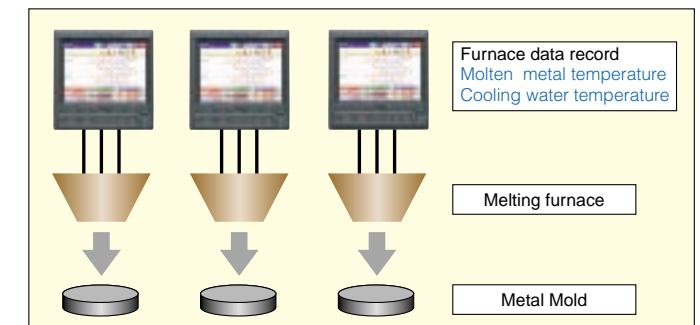 Furnace data record
Molten metal temperature
Cooling water temperature
Melting furnace
Metal Mold